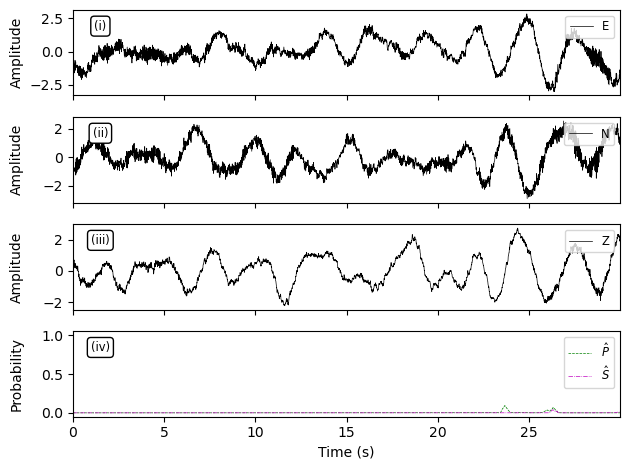 Amplitude
2.5
0.0
−2.5
(i)
E
Amplitude
2
0
−2
(ii)
N
Amplitude
2
0
−2
(iii)
Z
Probability
1.0
0.5
0.0
(iv)
P̂
Ŝ
0 5 10 15 20 25
Time (s)